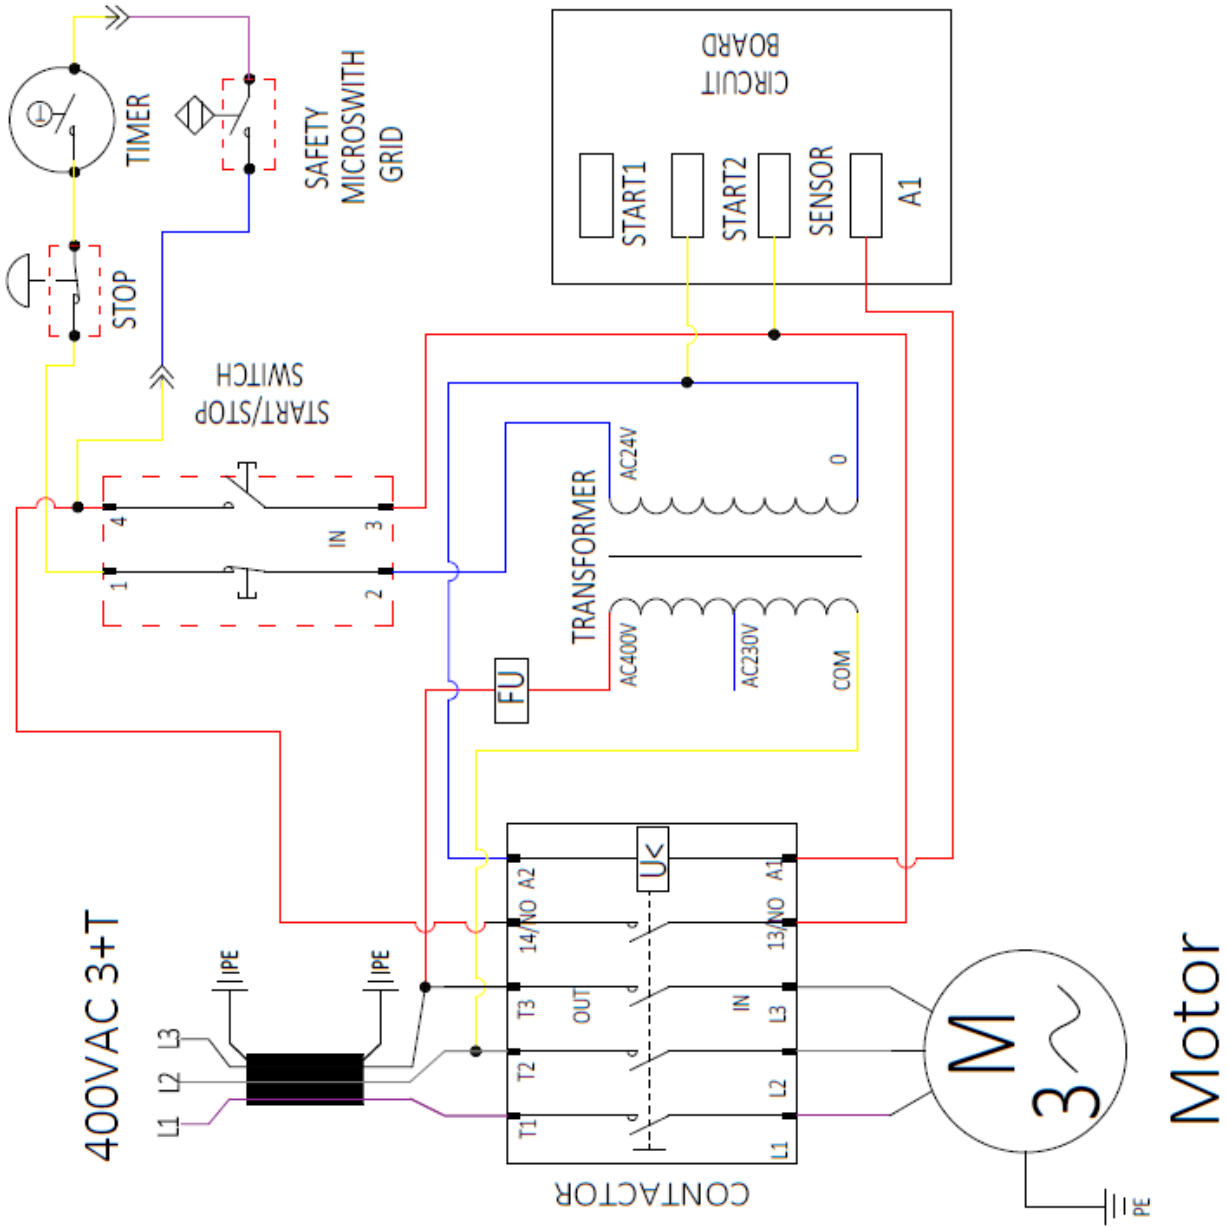 TIMER
SAFETY
MICROSWITH
GRID
STOP
START/STOP
SWITCH
4
3
IN
1
2
CIRCUIT
BOARD
START1
START2
SENSOR
A1
TRANSFORMER
AC24V
0
AC400V
AC230V
COM
FU
400VAC 3+T
L3
L2
L1
PE
PE
CONTACTOR
A2
U<
A1
14/NO
13/NO
T3
OUT
IN
L3
T2
L2
T1
L1
M
3
PE
Motor